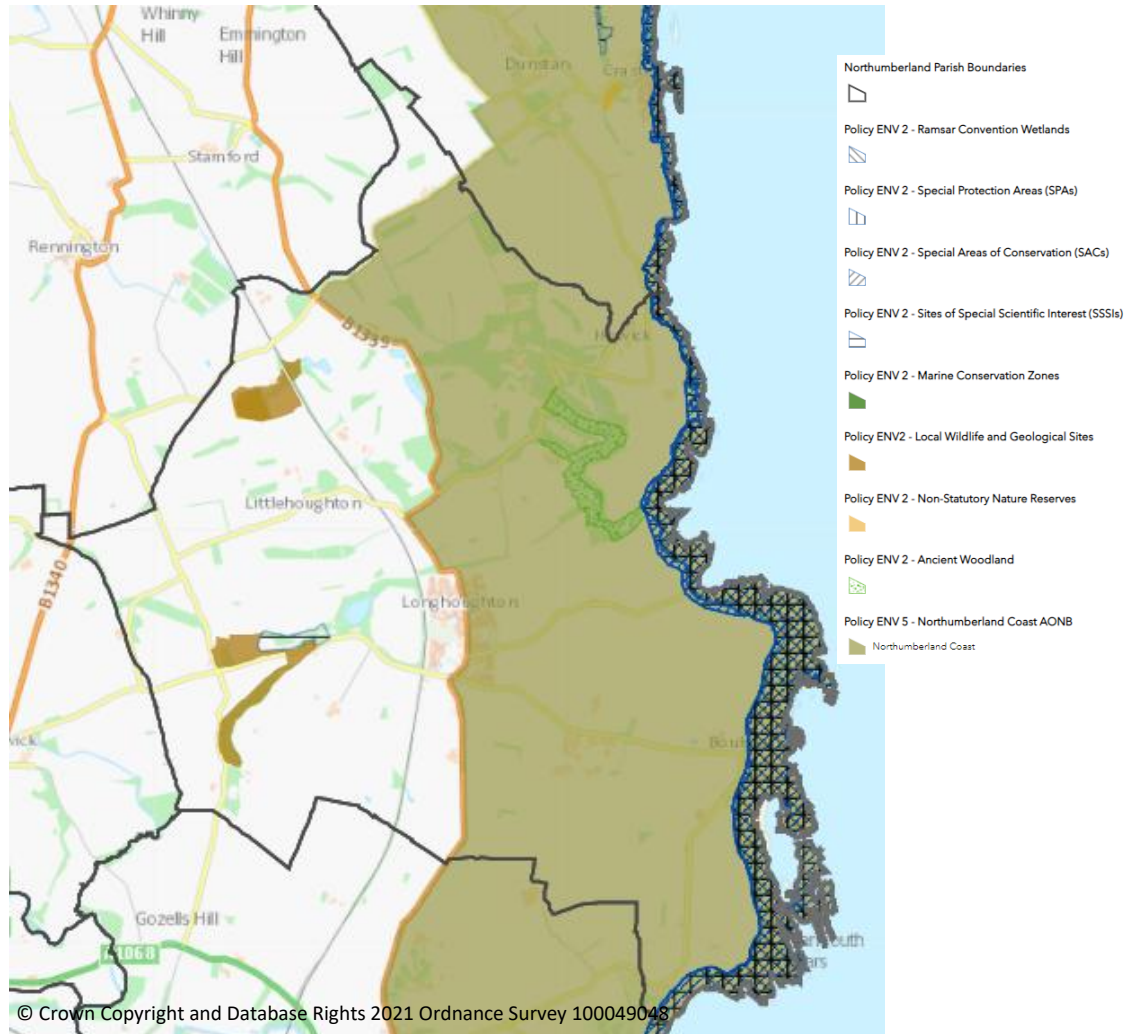 Whinny
Hill
Emmington
Hill
Dunstan
Stamford
Rennington
B1339
Howick
Littlehoughton
B1340
Longhoughton
Gozells Hill
A1068
© Crown Copyright and Database Rights 2021 Ordnance Survey 100049048
Northumberland Parish Boundaries
Policy ENV 2 - Ramsar Convention Wetlands
Policy ENV 2 - Special Protection Areas (SPAs)
Policy ENV 2 - Special Areas of Conservation (SACs)
Policy ENV 2 - Sites of Special Scientific Interest (SSSIs)
Policy ENV 2 - Marine Conservation Zones
Policy ENV2 - Local Wildlife and Geological Sites
Policy ENV 2 - Non-Statutory Nature Reserves
Policy ENV 2 - Ancient Woodland
Policy ENV 5 - Northumberland Coast AONB
Northumberland Coast